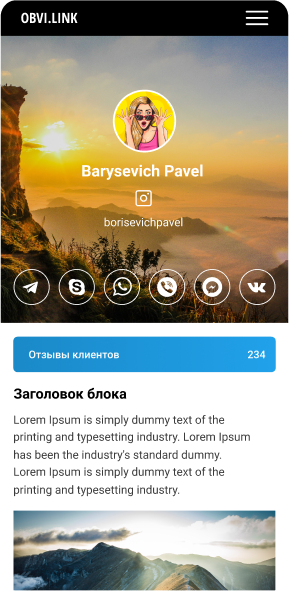 OBVI.LINK
Barysevich Pavel
borisevichpavel
Отзывы клиентов 234
Заголовок блока
Lorem Ipsum is simply dummy text of the
printing and typesetting industry. Lorem Ipsum
has been the industry's standard dummy.
Lorem Ipsum is simply dummy text of the
printing and typesetting industry.